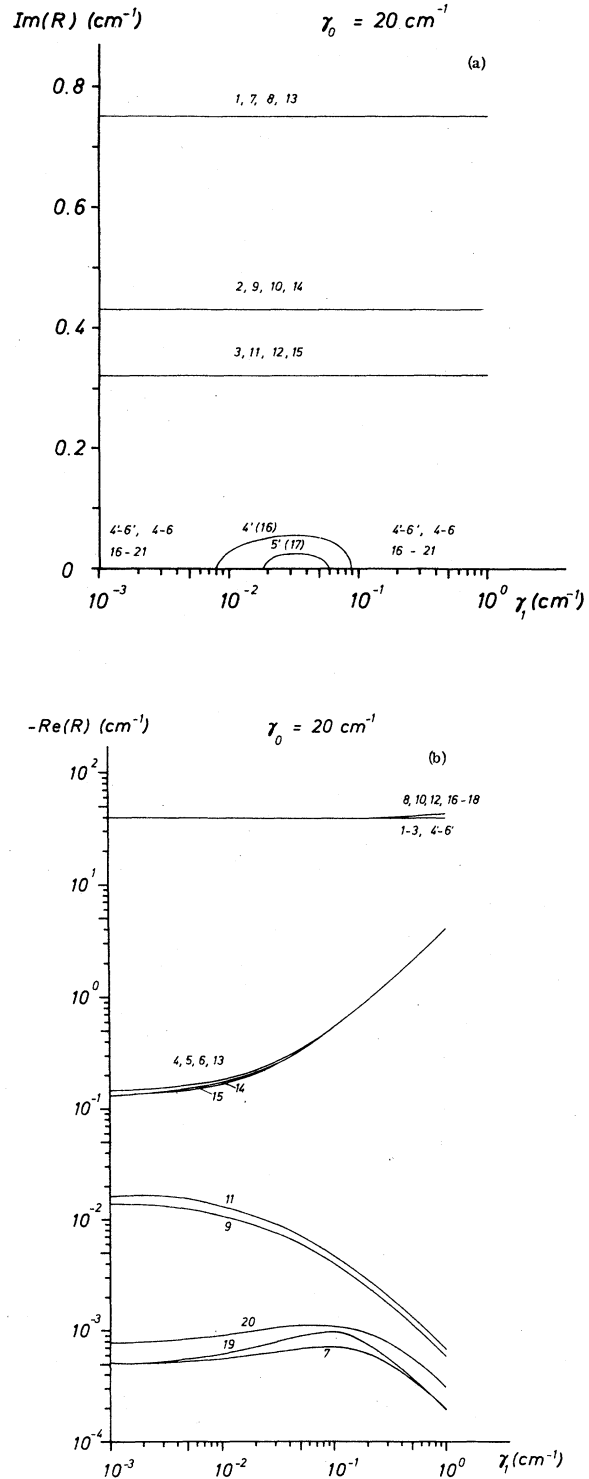 Im(R) (cm⁻¹) γ₀ = 20 cm⁻¹
(a)
0.8
1, 7, 8, 13
0.6
2, 9, 10, 14
0.4
3, 11, 12, 15
0.2
4'-6', 4-6 4'(16) 4'-6', 4-6
16-21 5'(17) 16 - 21
0
10⁻³ 10⁻² 10⁻¹ 10⁰ γ₁(cm⁻¹)
-Re(R) (cm⁻¹) γ₀ = 20 cm⁻¹
(b)
10²
8, 10, 12, 16-18
1-3, 4'-6'
10¹
10⁰
4, 5, 6, 13
14
15
10⁻¹
11
10⁻²
9
20
10⁻³
19
7
10⁻⁴
10⁻³ 10⁻² 10⁻¹ 10⁰ γ₁(cm⁻¹)